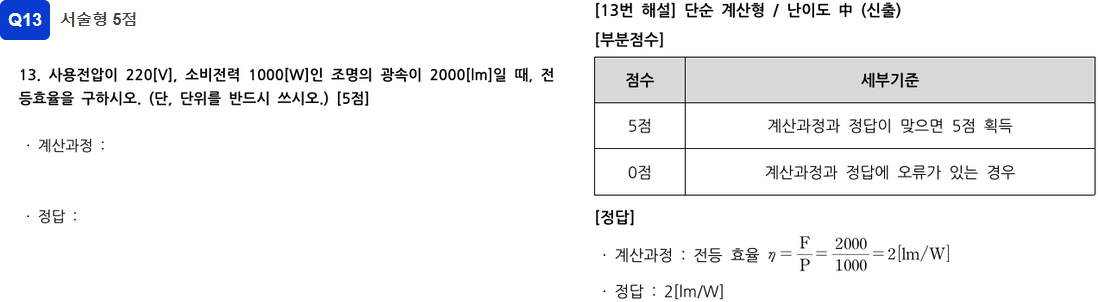 Q13 서술형 5점
13. 사용전압이 220[V], 소비전력 1000[W]인 조명의 광속이 2000[lm]일 때, 전
등효율을 구하시오. (단, 단위를 반드시 쓰시오.) [5점]
· 계산과정 :
· 정답 :
[13번 해설] 단순 계산형 / 난이도 中 (신출)
[부분점수]
점수 세부기준
5점 계산과정과 정답이 맞으면 5점 획득
0점 계산과정과 정답에 오류가 있는 경우
[정답]
· 계산과정 : 전등 효율 η = F/P = 2000/1000 = 2[lm/W]
· 정답 : 2[lm/W]